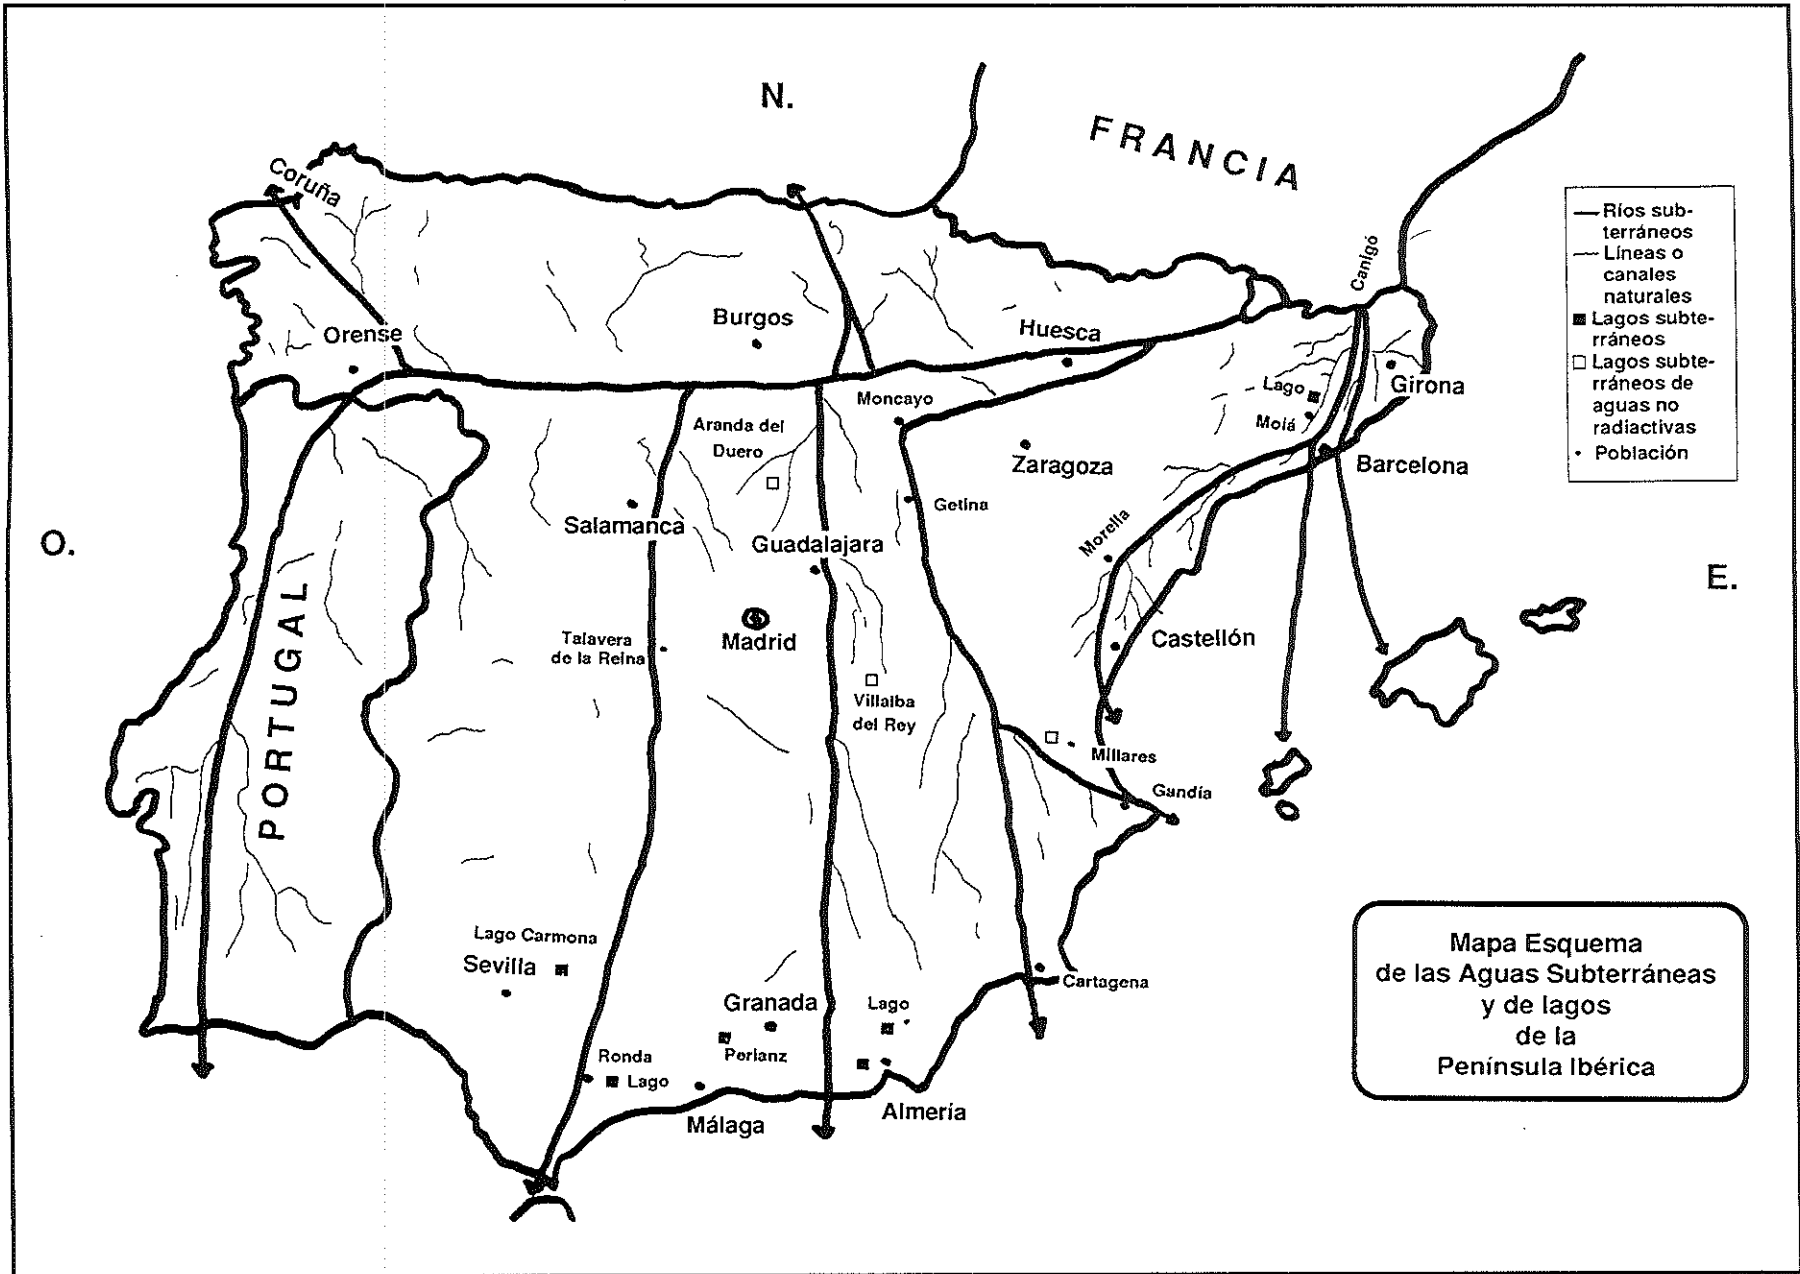 N.
FRANCIA
Coruña
Canigó
Ríos sub-
terráneos
Líneas o
canales
naturales
Lagos subte-
rráneos
Lagos subte-
rráneos de
aguas no
radiactivas
Población
Orense
Burgos
Huesca
Lago
Girona
Moiá
Moncayo
Aranda del
Duero
Zaragoza
Barcelona
Getina
Salamanca
Guadalajara
Morella
O.
E.
PORTUGAL
Talavera
de la Reina
Madrid
Castellón
Villalba
del Rey
Millares
Gandía
Lago Carmona
Sevilla
Granada
Lago
Cartagena
Perlanz
Ronda
Lago
Málaga
Almería
Mapa Esquema
de las Aguas Subterráneas
y de lagos
de la
Península Ibérica